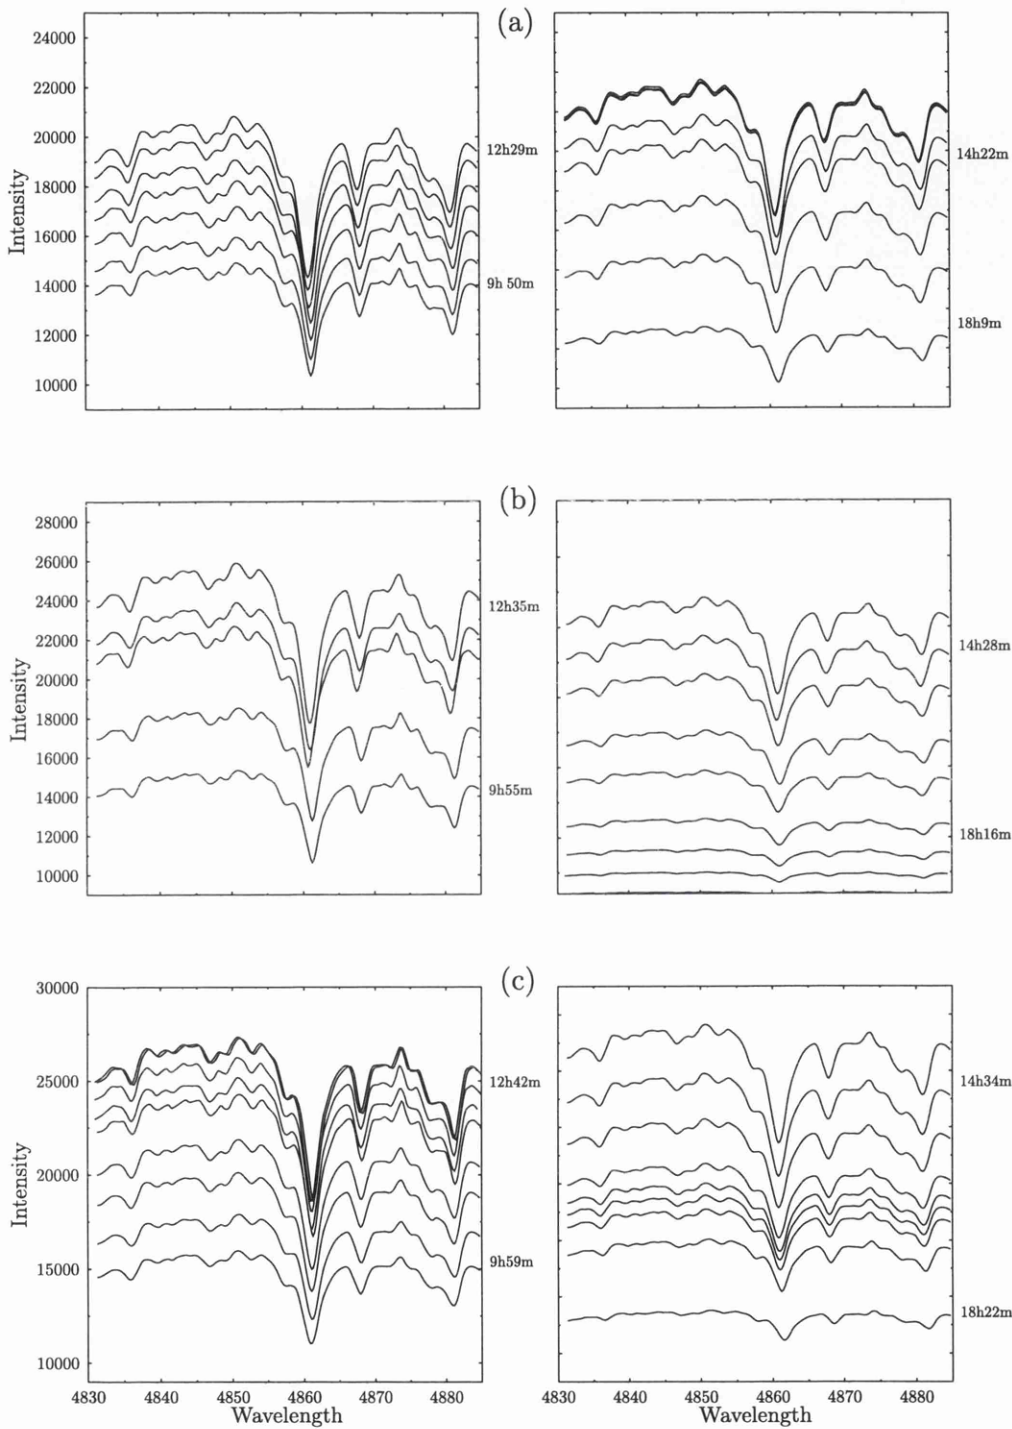 (a)
24000
22000
20000
18000
16000
14000
12000
10000
Intensity
12h29m
9h 50m
14h22m
18h9m
(b)
28000
26000
24000
22000
20000
18000
16000
14000
12000
10000
Intensity
12h35m
9h55m
14h28m
18h16m
(c)
30000
25000
20000
15000
10000
Intensity
12h42m
9h59m
14h34m
18h22m
4830 4840 4850 4860 4870 4880
Wavelength
4830 4840 4850 4860 4870 4880
Wavelength